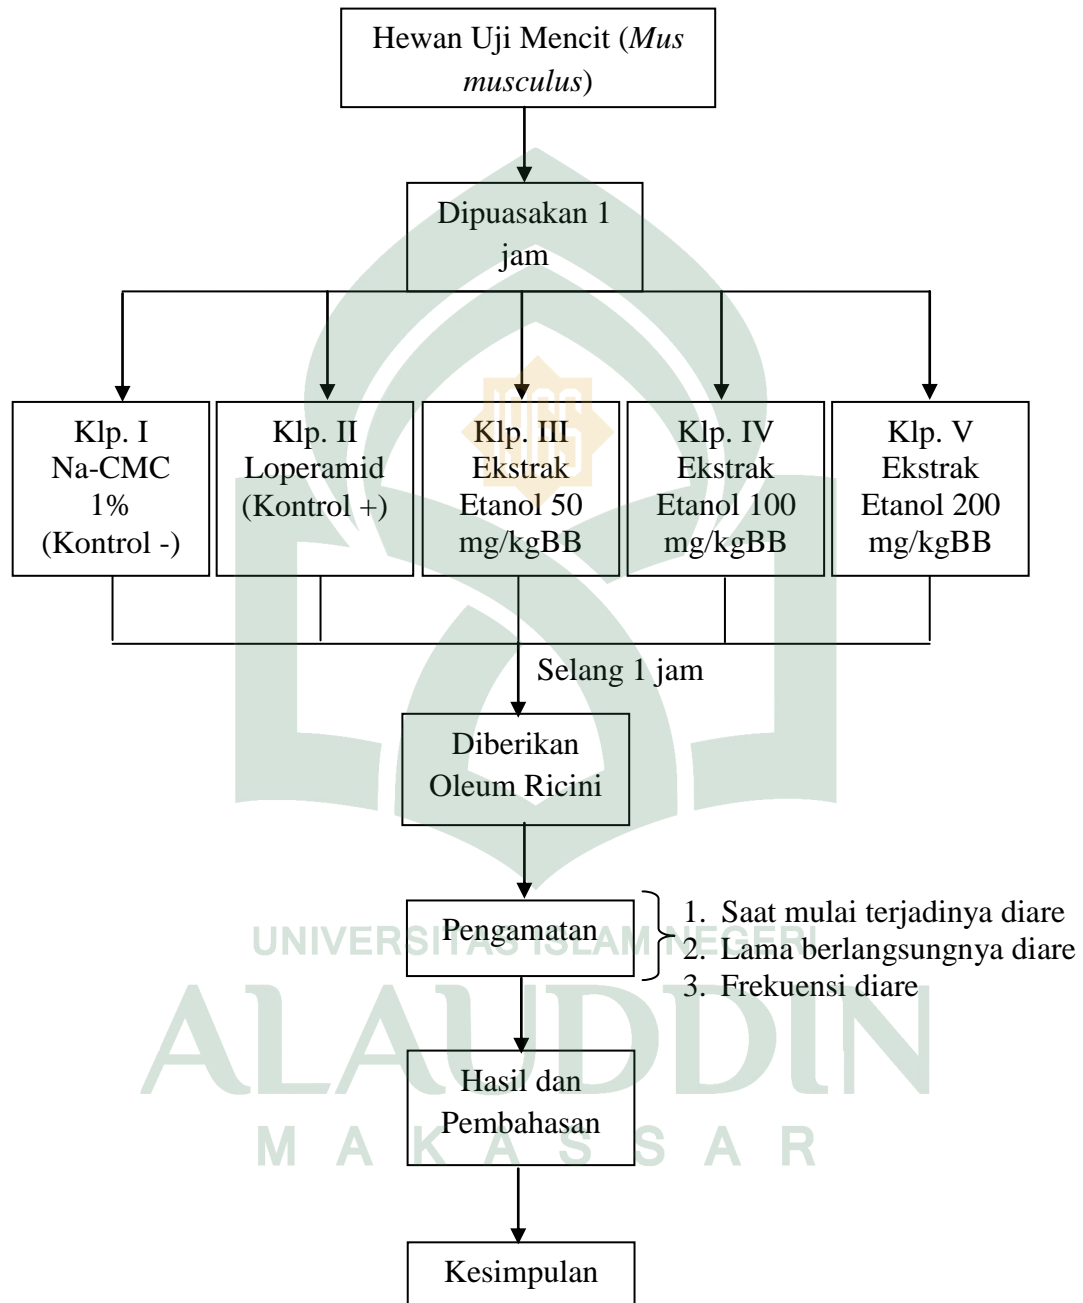 Hewan Uji Mencit (Mus
musculus)
Dipuasakan 1
jam
Klp. I
Na-CMC
1%
(Kontrol -)
Klp. II
Loperamid
(Kontrol +)
Klp. III
Ekstrak
Etanol 50
mg/kgBB
Klp. IV
Ekstrak
Etanol 100
mg/kgBB
Klp. V
Ekstrak
Etanol 200
mg/kgBB
Selang 1 jam
Diberikan
Oleum Ricini
Pengamatan
1. Saat mulai terjadinya diare
2. Lama berlangsungnya diare
3. Frekuensi diare
UNIVERSITAS ISLAM NEGERI
ALAUDDIN
MAKASSAR
Hasil dan
Pembahasan
Kesimpulan